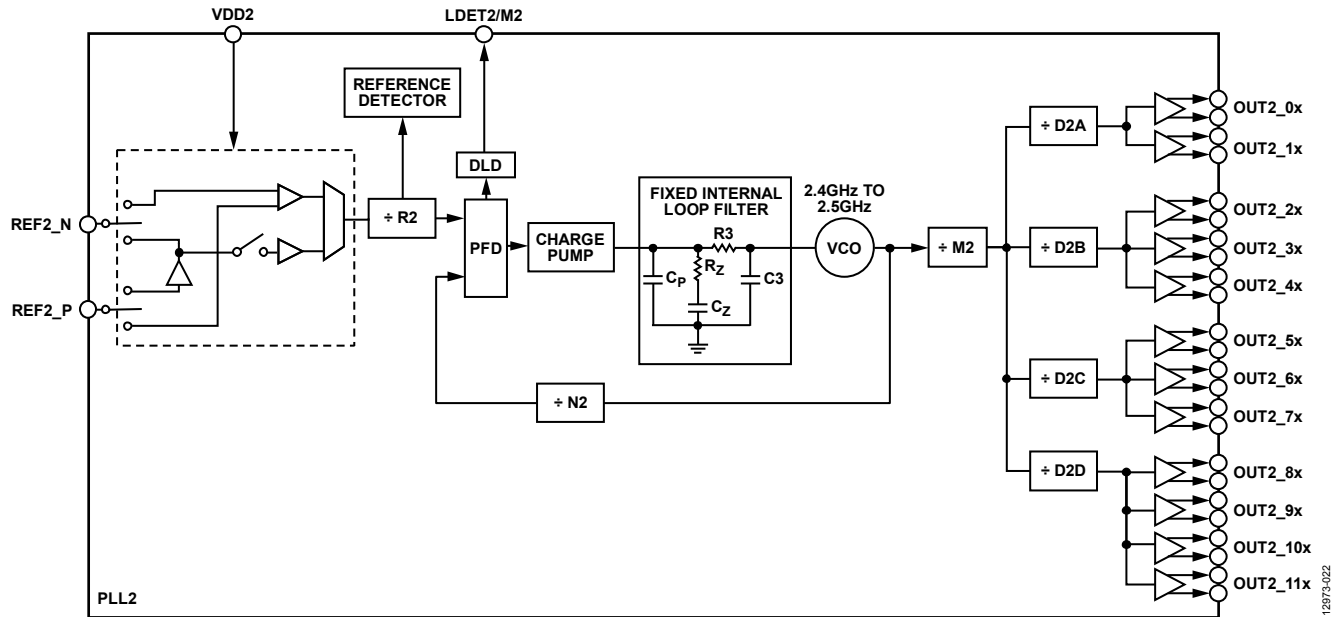 VDD2
LDET2/M2
REFERENCE
DETECTOR
DLD
REF2_N
REF2_P
÷ R2
PFD
CHARGE
PUMP
FIXED INTERNAL
LOOP FILTER
R3
CP
RZ
CZ
C3
2.4GHz TO
2.5GHz
VCO
÷ N2
÷ M2
÷ D2A
÷ D2B
÷ D2C
÷ D2D
OUT2_0x
OUT2_1x
OUT2_2x
OUT2_3x
OUT2_4x
OUT2_5x
OUT2_6x
OUT2_7x
OUT2_8x
OUT2_9x
OUT2_10x
OUT2_11x
PLL2
12973-022